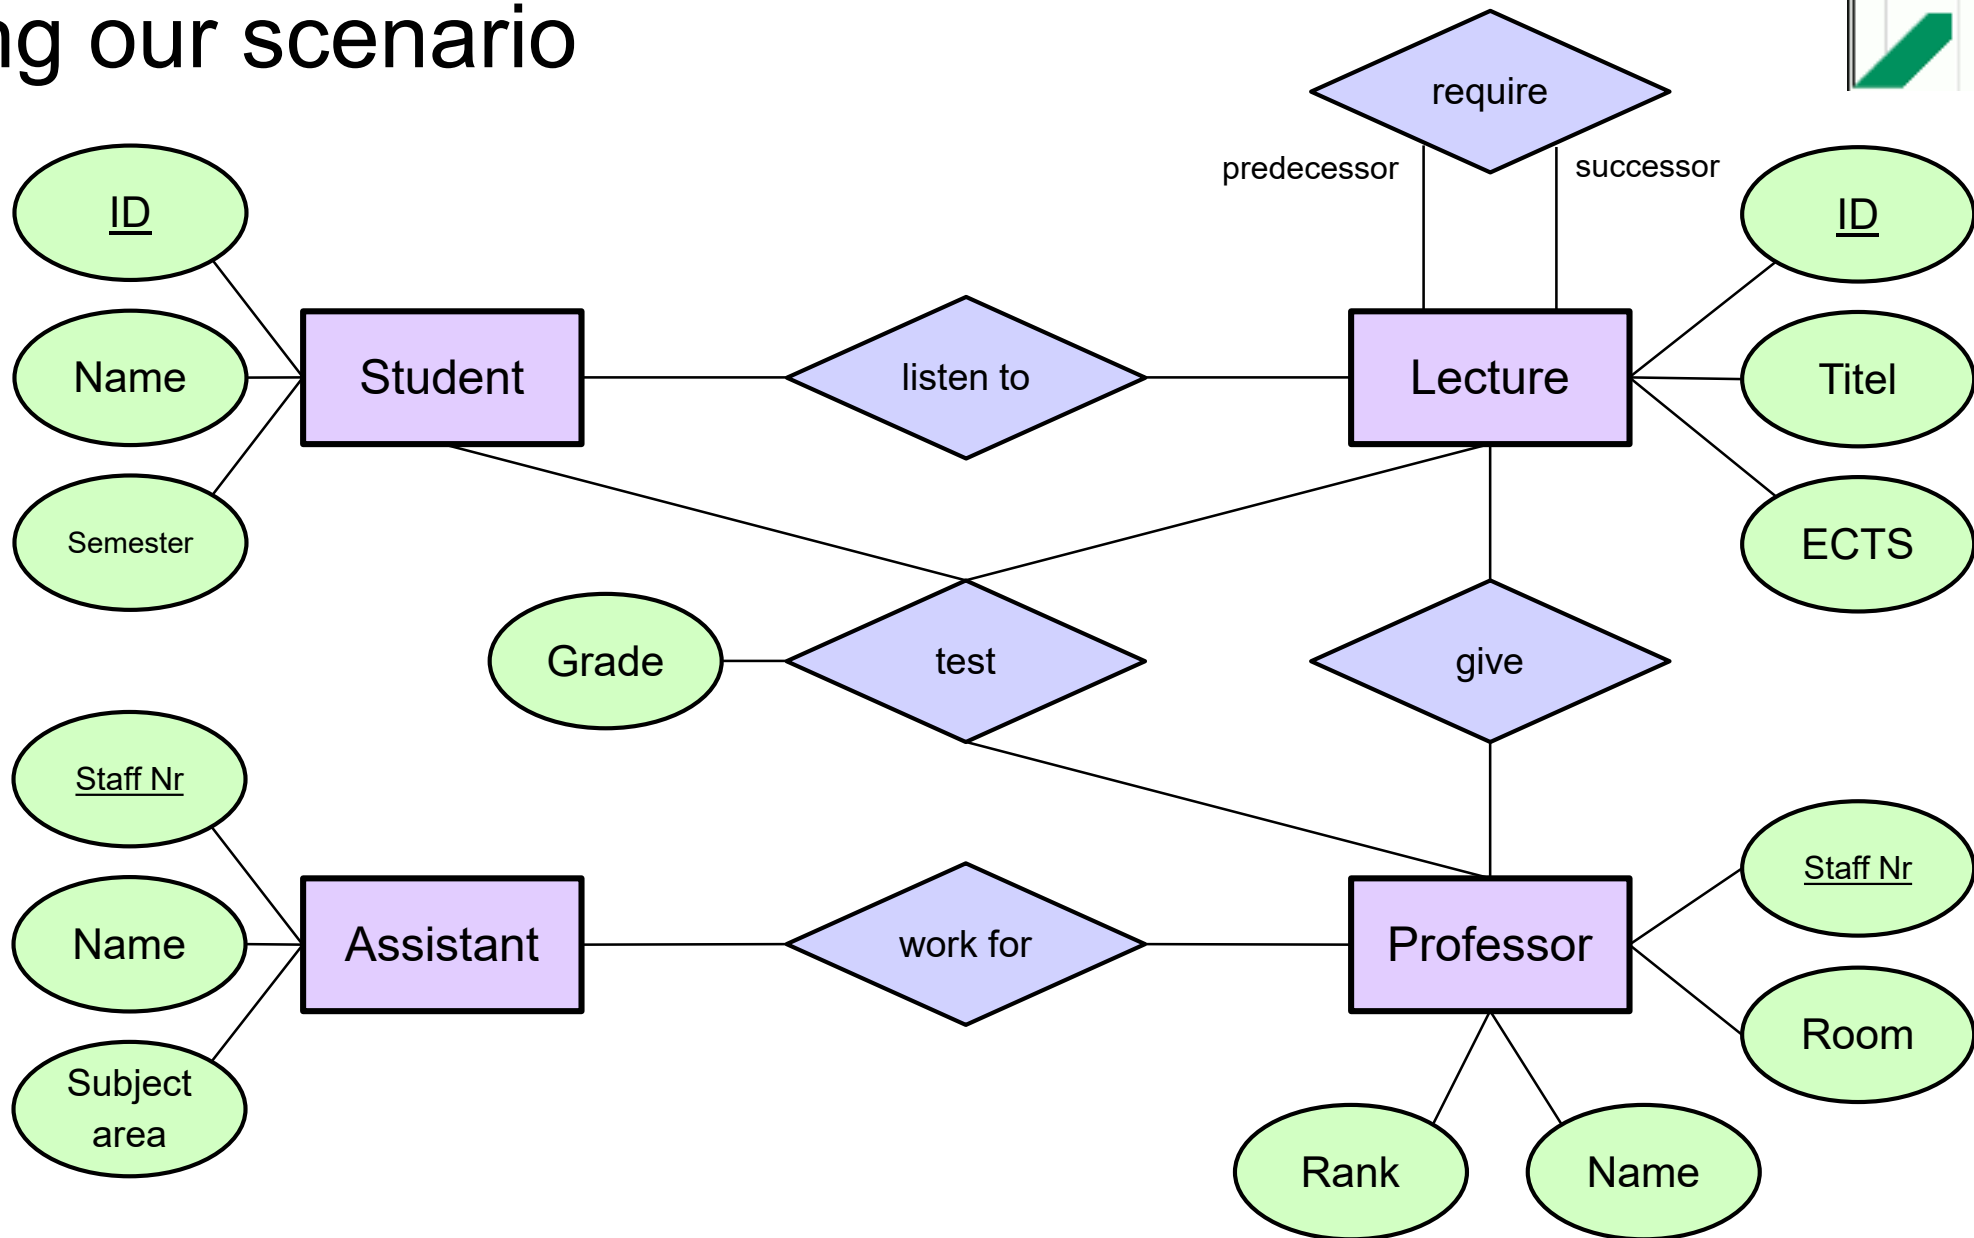 ng our scenario
require
predecessor
successor
ID
ID
Name
Student
listen to
Lecture
Titel
Semester
ECTS
Grade
test
give
Staff Nr
Staff Nr
Name
Assistant
work for
Professor
Room
Subject
area
Rank
Name